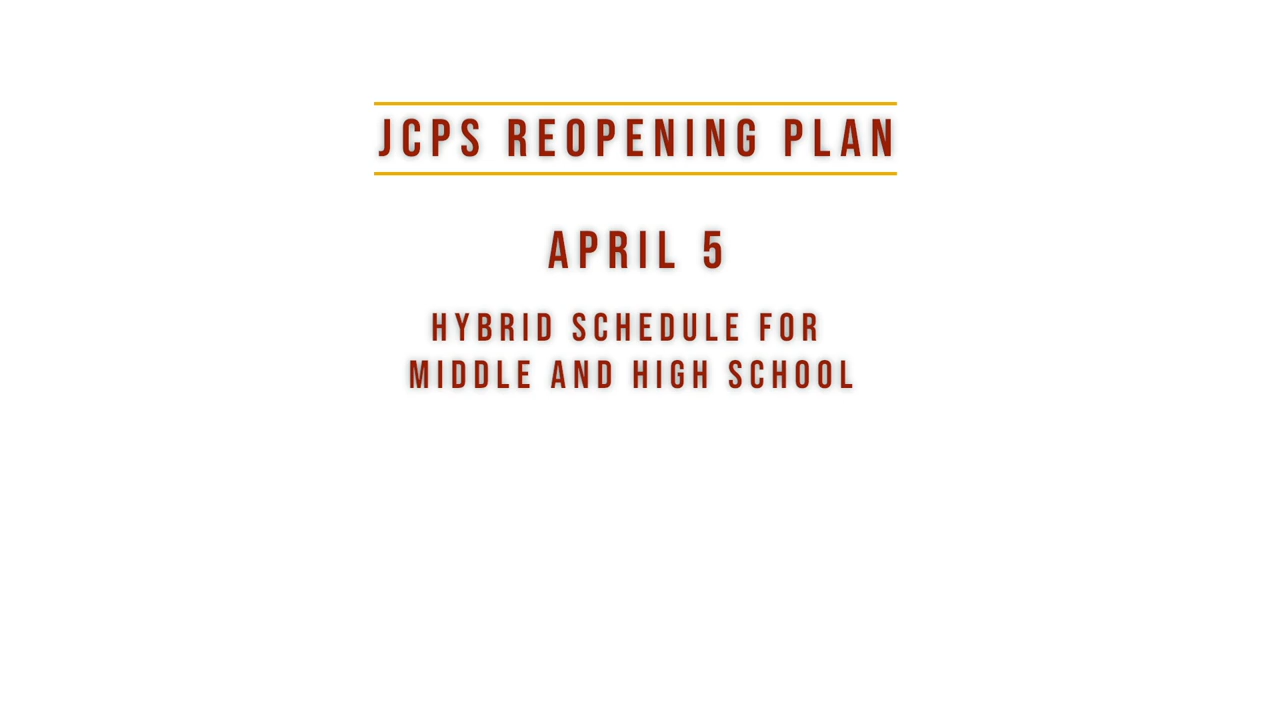 JCPS REOPENING PLAN
APRIL 5
HYBRID SCHEDULE FOR
MIDDLE AND HIGH SCHOOL